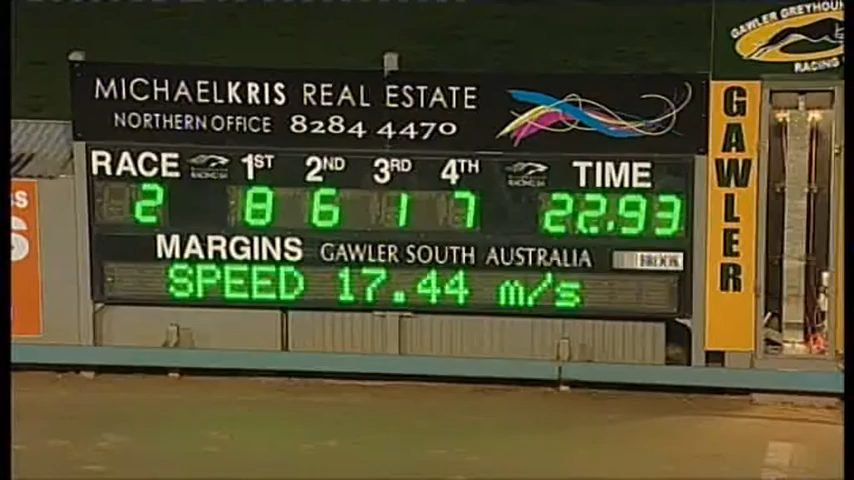 GAWLER GREYHOU
RACING
MICHAELKRIS REAL ESTATE
NORTHERN OFFICE 8284 4470
RACE 1ST 2ND 3RD 4TH TIME
2 8 6 1 7 22.93
MARGINS GAWLER SOUTH AUSTRALIA
SPEED 17.44 m/s
GAWLER
S
S